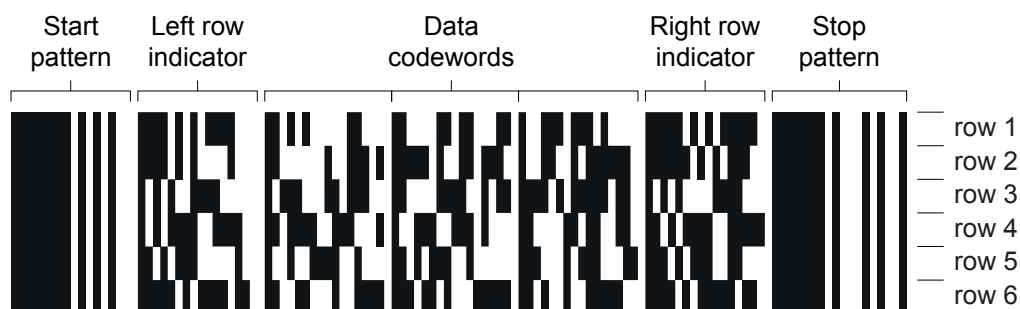 Start pattern
Left row indicator
Data codewords
Right row indicator
Stop pattern
row 1
row 2
row 3
row 4
row 5
row 6